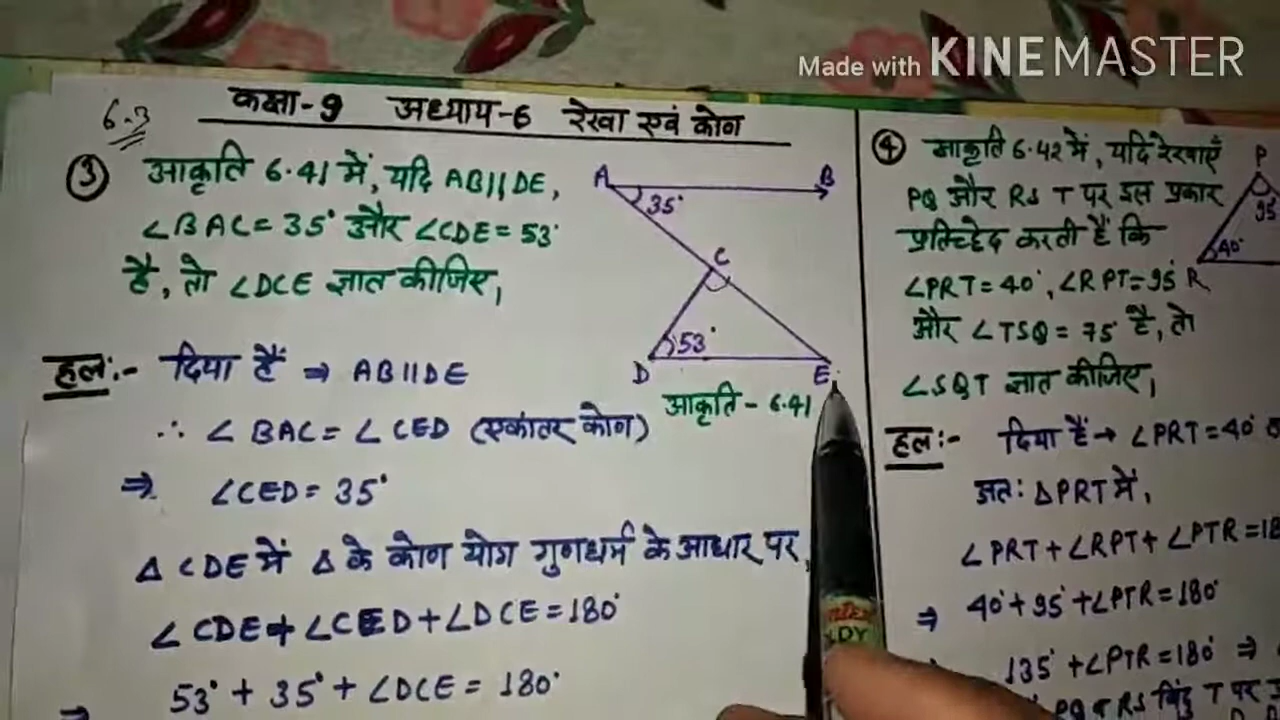 Made with KINEMASTER
6.3
कक्षा-9 अध्याय-6 रेखा एवं कोण
③ आकृति 6.41 में, यदि AB||DE,
∠BAC = 35° और ∠CDE = 53°
है, तो ∠DCE ज्ञात कीजिए,
A B
35°
C
53°
D E
आकृति - 6.41
हल:- दिया है ⇒ AB||DE
∴ ∠BAC = ∠CED (एकांतर कोण)
⇒ ∠CED = 35°
Δ CDE में Δ के कोण योग गुणधर्म के आधार पर,
∠CDE + ∠CED + ∠DCE = 180°
⇒ 53° + 35° + ∠DCE = 180°
④ आकृति 6.42 में, यदि रेखाएँ
PQ और RS T पर इस प्रकार
प्रतिच्छेद करती हैं कि
∠PRT = 40°, ∠RPT = 95°
और ∠TSQ = 75° है, तो
∠SQT ज्ञात कीजिए,
P
95°
40°
R
हल:- दिया हैं → ∠PRT = 40°
अतः ΔPRT में,
∠PRT + ∠RPT + ∠PTR = 18
⇒ 40° + 95° + ∠PTR = 180°
135° + ∠PTR = 180° ⇒
PQ व RS बिंदु T पर